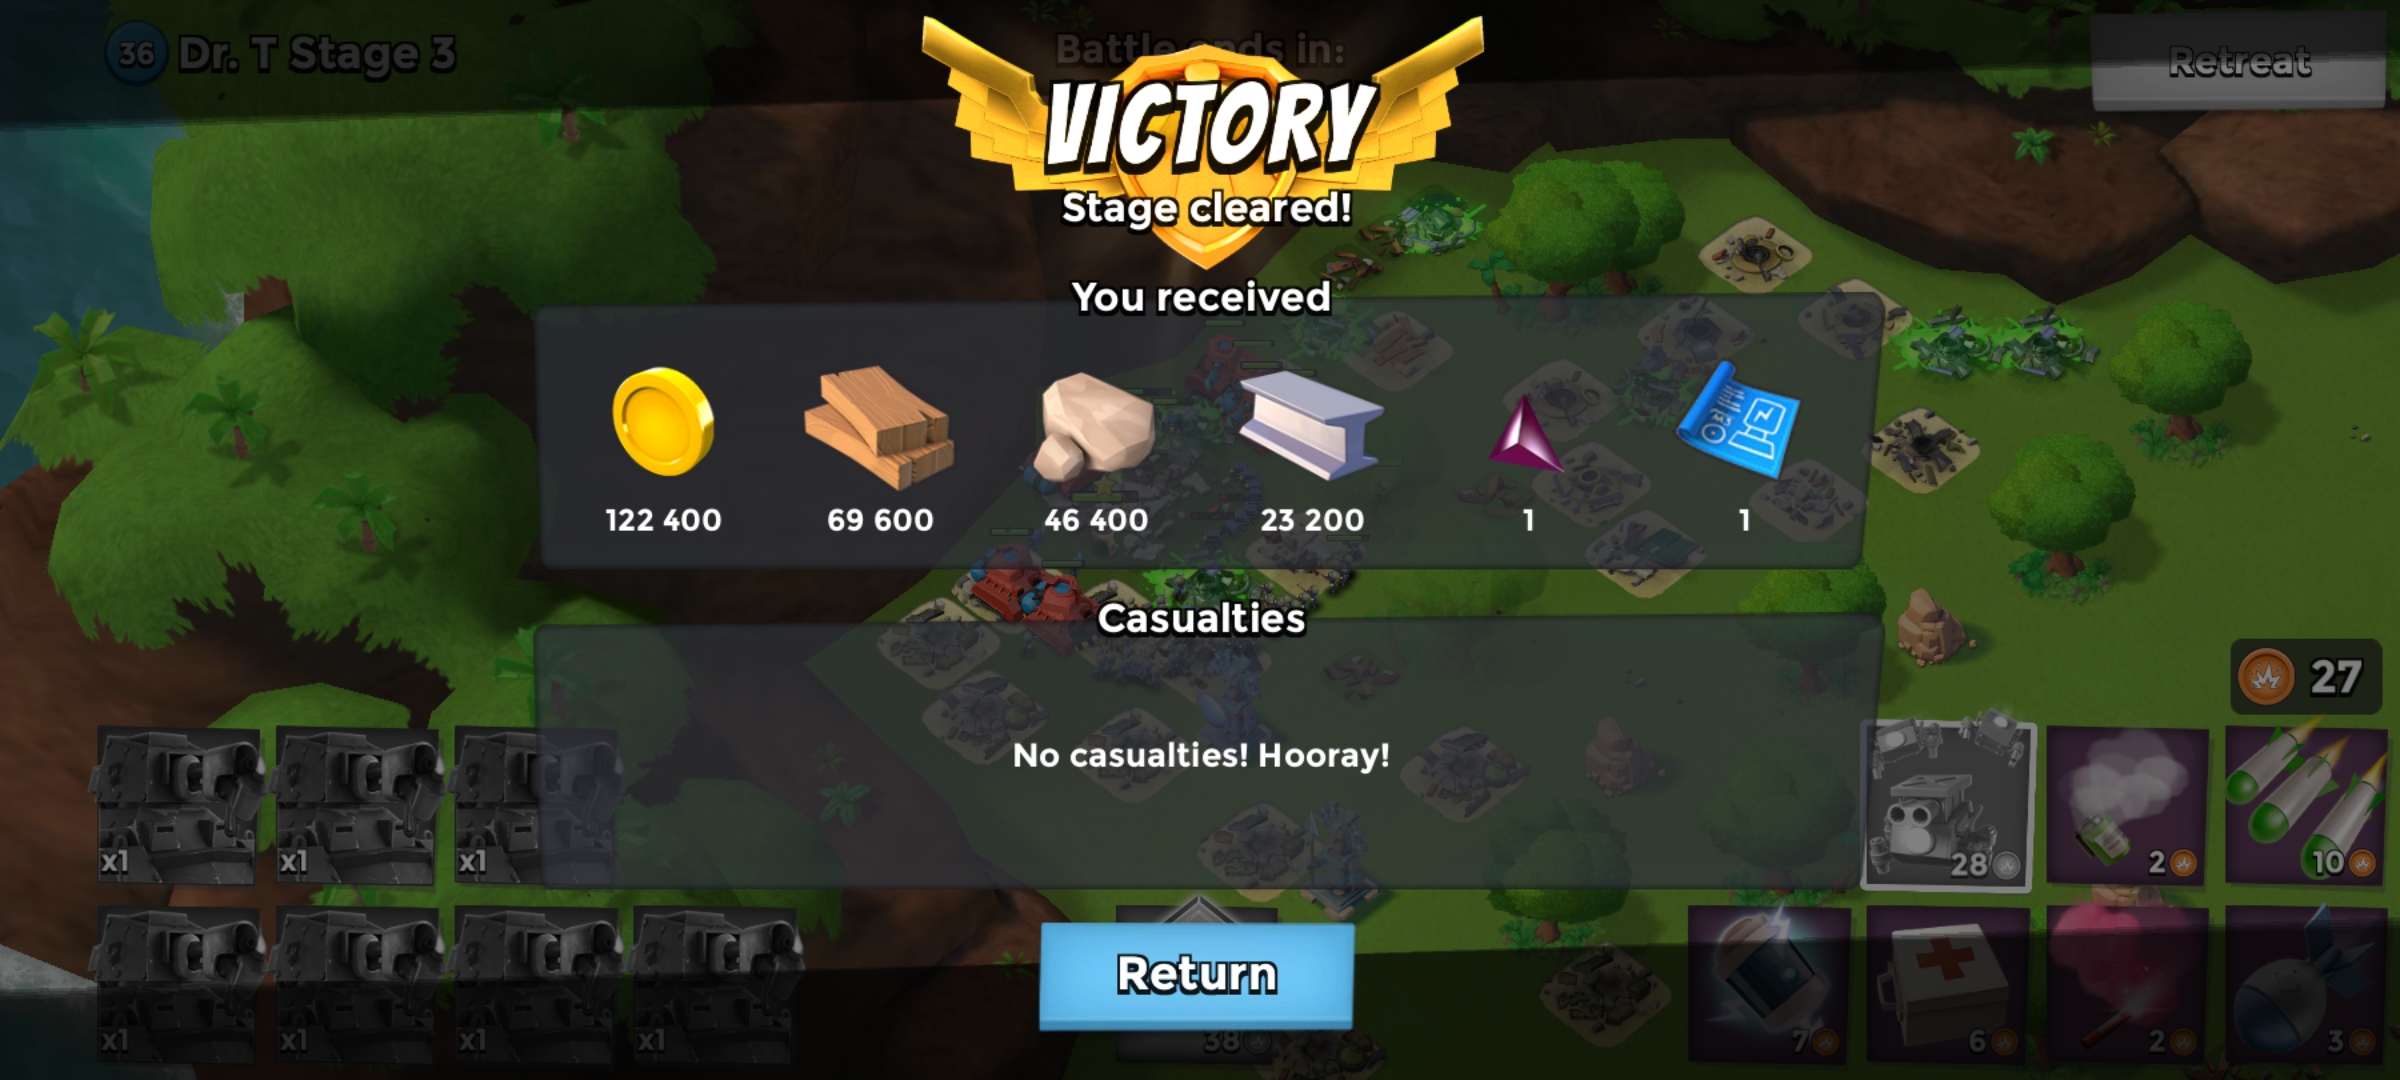 36 Dr. T Stage 3
Battle ends in:
Retreat
VICTORY
Stage cleared!
You received
122 400
69 600
46 400
23 200
1
1
Casualties
No casualties! Hooray!
27
x1
x1
x1
28
2
10
Return
x1
x1
x1
x1
38
7
6
2
3